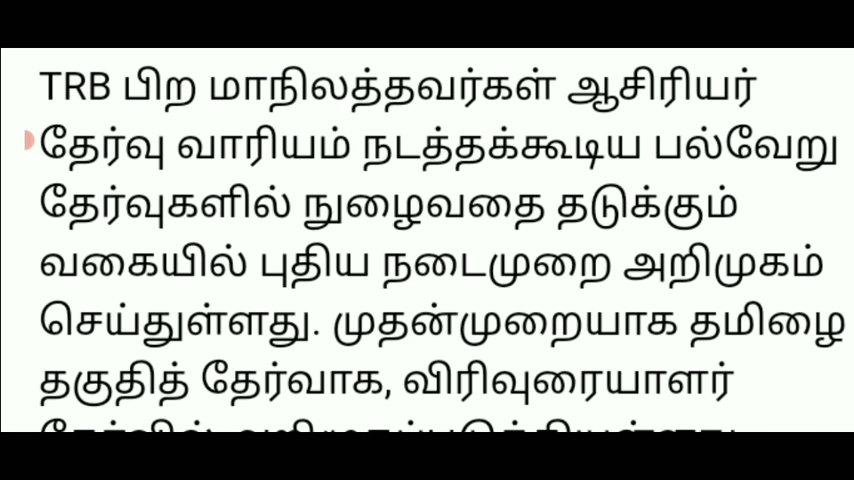 TRB பிற மாநிலத்தவர்கள் ஆசிரியர்
தேர்வு வாரியம் நடத்தக்கூடிய பல்வேறு
தேர்வுகளில் நுழைவதை தடுக்கும்
வகையில் புதிய நடைமுறை அறிமுகம்
செய்துள்ளது. முதன்முறையாக தமிழை
தகுதித் தேர்வாக, விரிவுரையாளர்